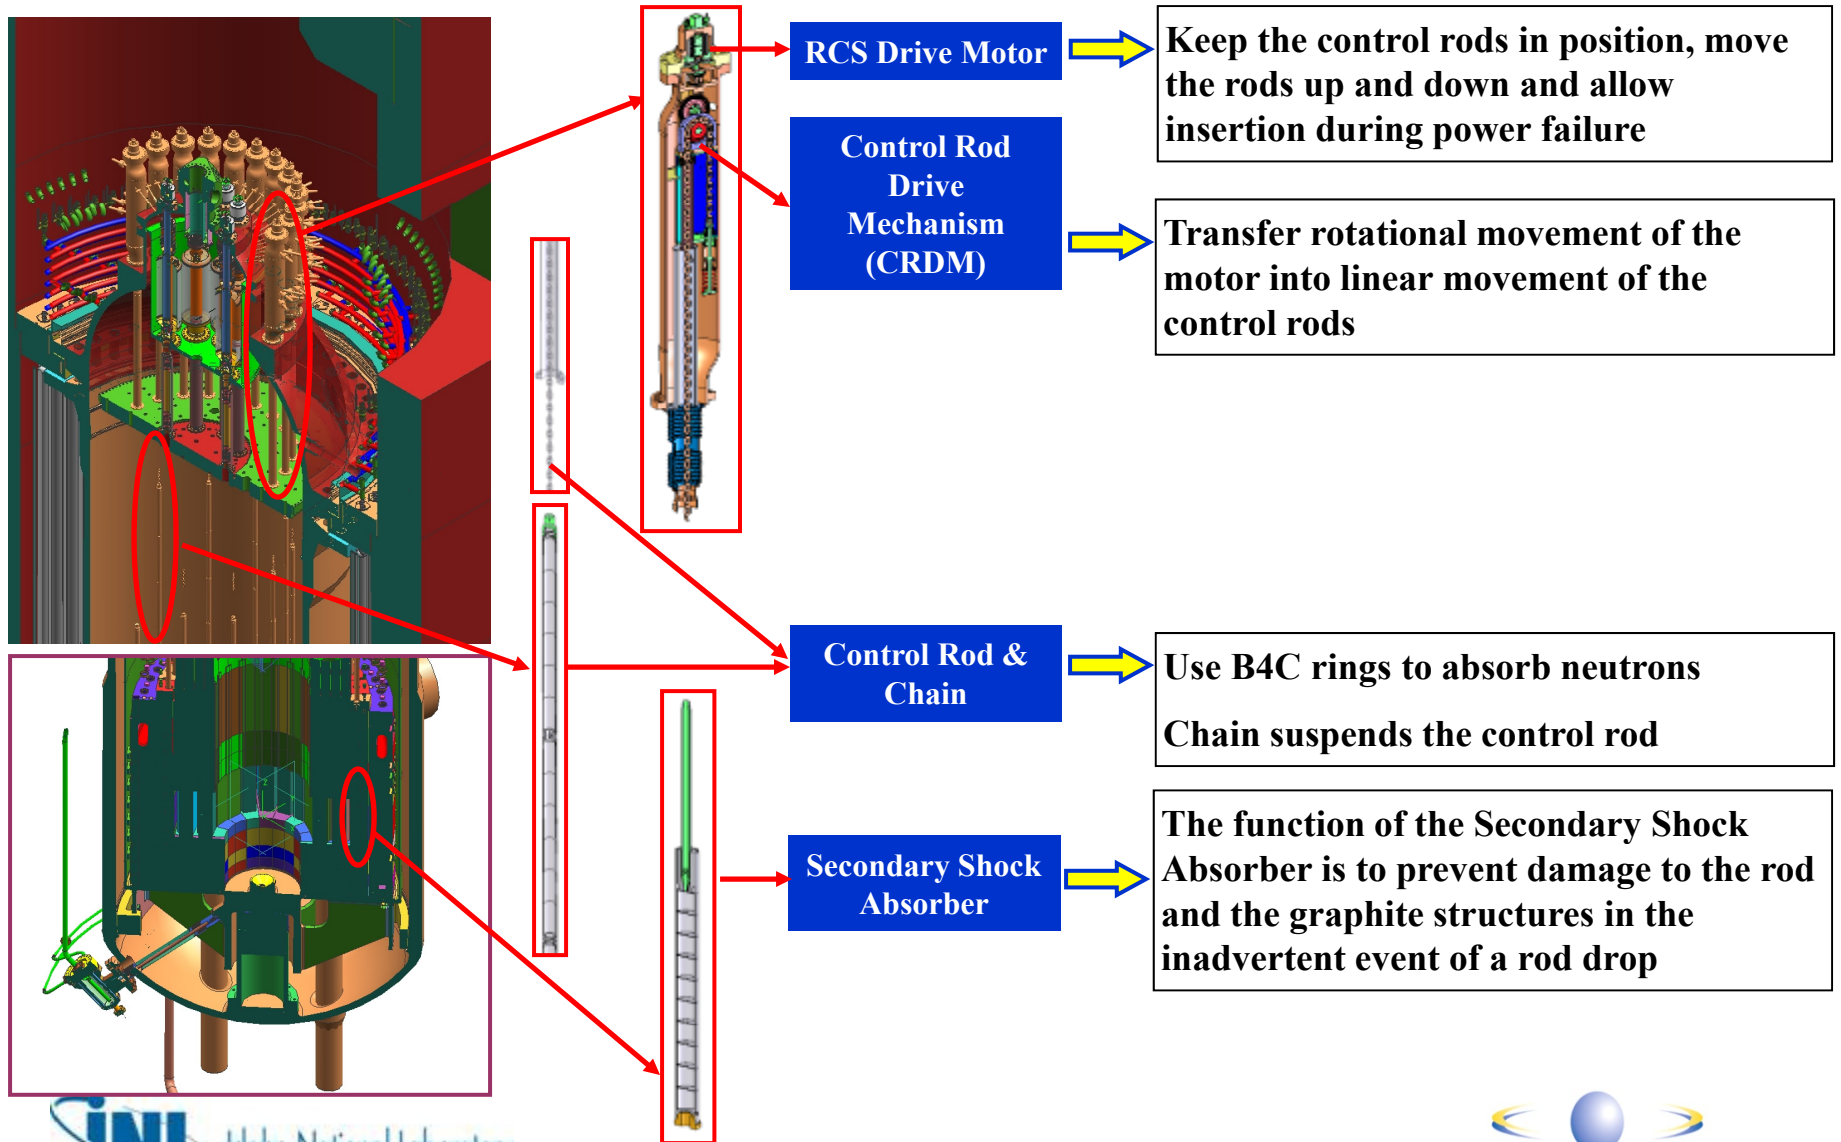 RCS Drive Motor
Keep the control rods in position, move
the rods up and down and allow
insertion during power failure
Control Rod
Drive
Mechanism
(CRDM)
Transfer rotational movement of the
motor into linear movement of the
control rods
Control Rod &
Chain
Use B4C rings to absorb neutrons
Chain suspends the control rod
Secondary Shock
Absorber
The function of the Secondary Shock
Absorber is to prevent damage to the rod
and the graphite structures in the
inadvertent event of a rod drop
INL Idaho National Laboratory